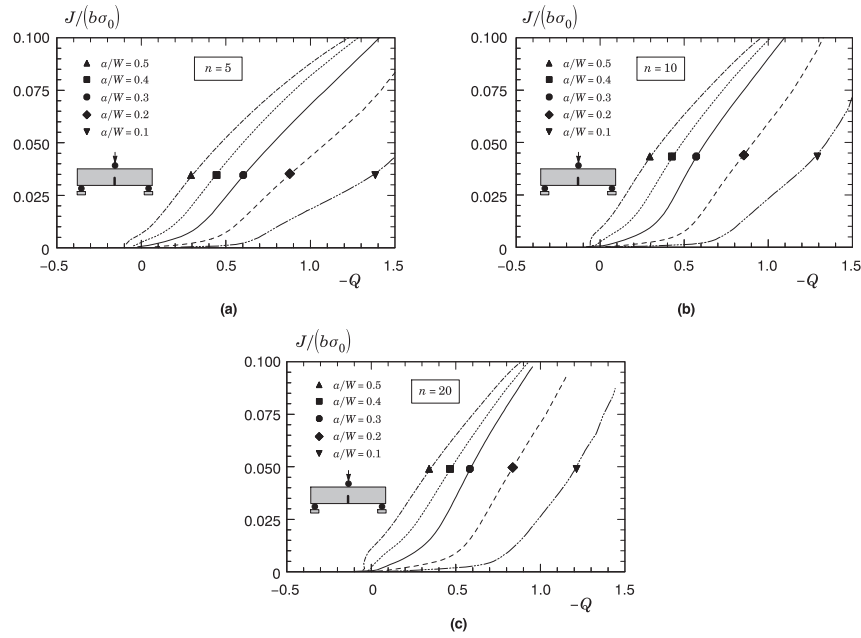 J/(bσ₀)
0.100
0.075
0.050
0.025
0
−0.5
0
0.5
1.0
1.5
−Q
a/W = 0.5
a/W = 0.4
a/W = 0.3
a/W = 0.2
a/W = 0.1
n = 5
(a)
J/(bσ₀)
0.100
0.075
0.050
0.025
0
−0.5
0
0.5
1.0
1.5
−Q
a/W = 0.5
a/W = 0.4
a/W = 0.3
a/W = 0.2
a/W = 0.1
n = 10
(b)
J/(bσ₀)
0.100
0.075
0.050
0.025
0
−0.5
0
0.5
1.0
1.5
−Q
a/W = 0.5
a/W = 0.4
a/W = 0.3
a/W = 0.2
a/W = 0.1
n = 20
(c)